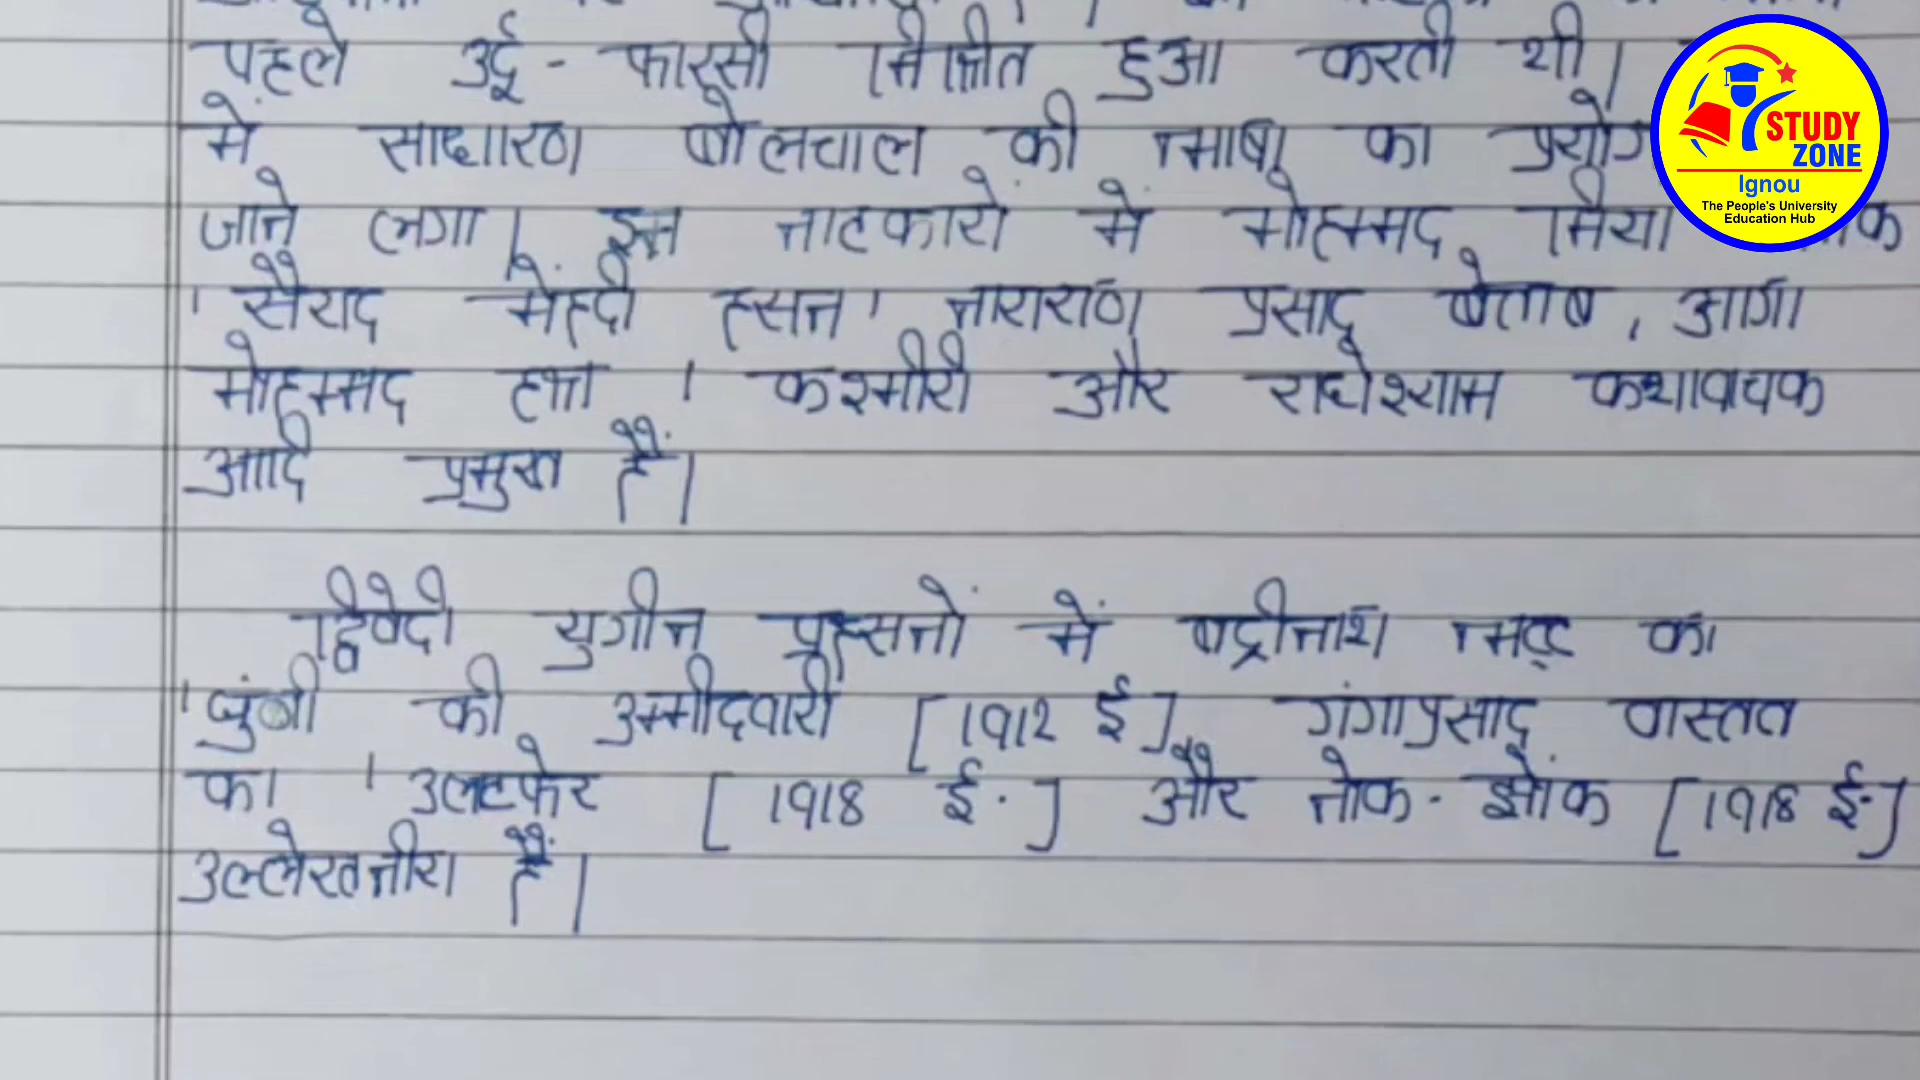 पहले उर्दू - फारसी मिश्रित हुआ करती थी।
में साधारण बोलचाल की भाषा का प्रयोग
जाने लगा। इन नाटकारों में मोहम्मद मिया
'सैयद मेंहदी हसन' नारायण प्रसाद बेताब, आगा
मोहम्मद हश्र ' कश्मीरी और राधेश्याम कथावाचक
आदि प्रमुख हैं।
द्विवेदी युगीन प्रहसनों में बद्रीनाथ भट्ट का
'चुंगी की उम्मीदवारी [1912 ई], गंगाप्रसाद वास्तव
का 'उलटफेर [1918 ई.] और नोक - झोंक [1918 ई.]
उल्लेखनीय हैं।
STUDY
ZONE
Ignou
The People's University
Education Hub